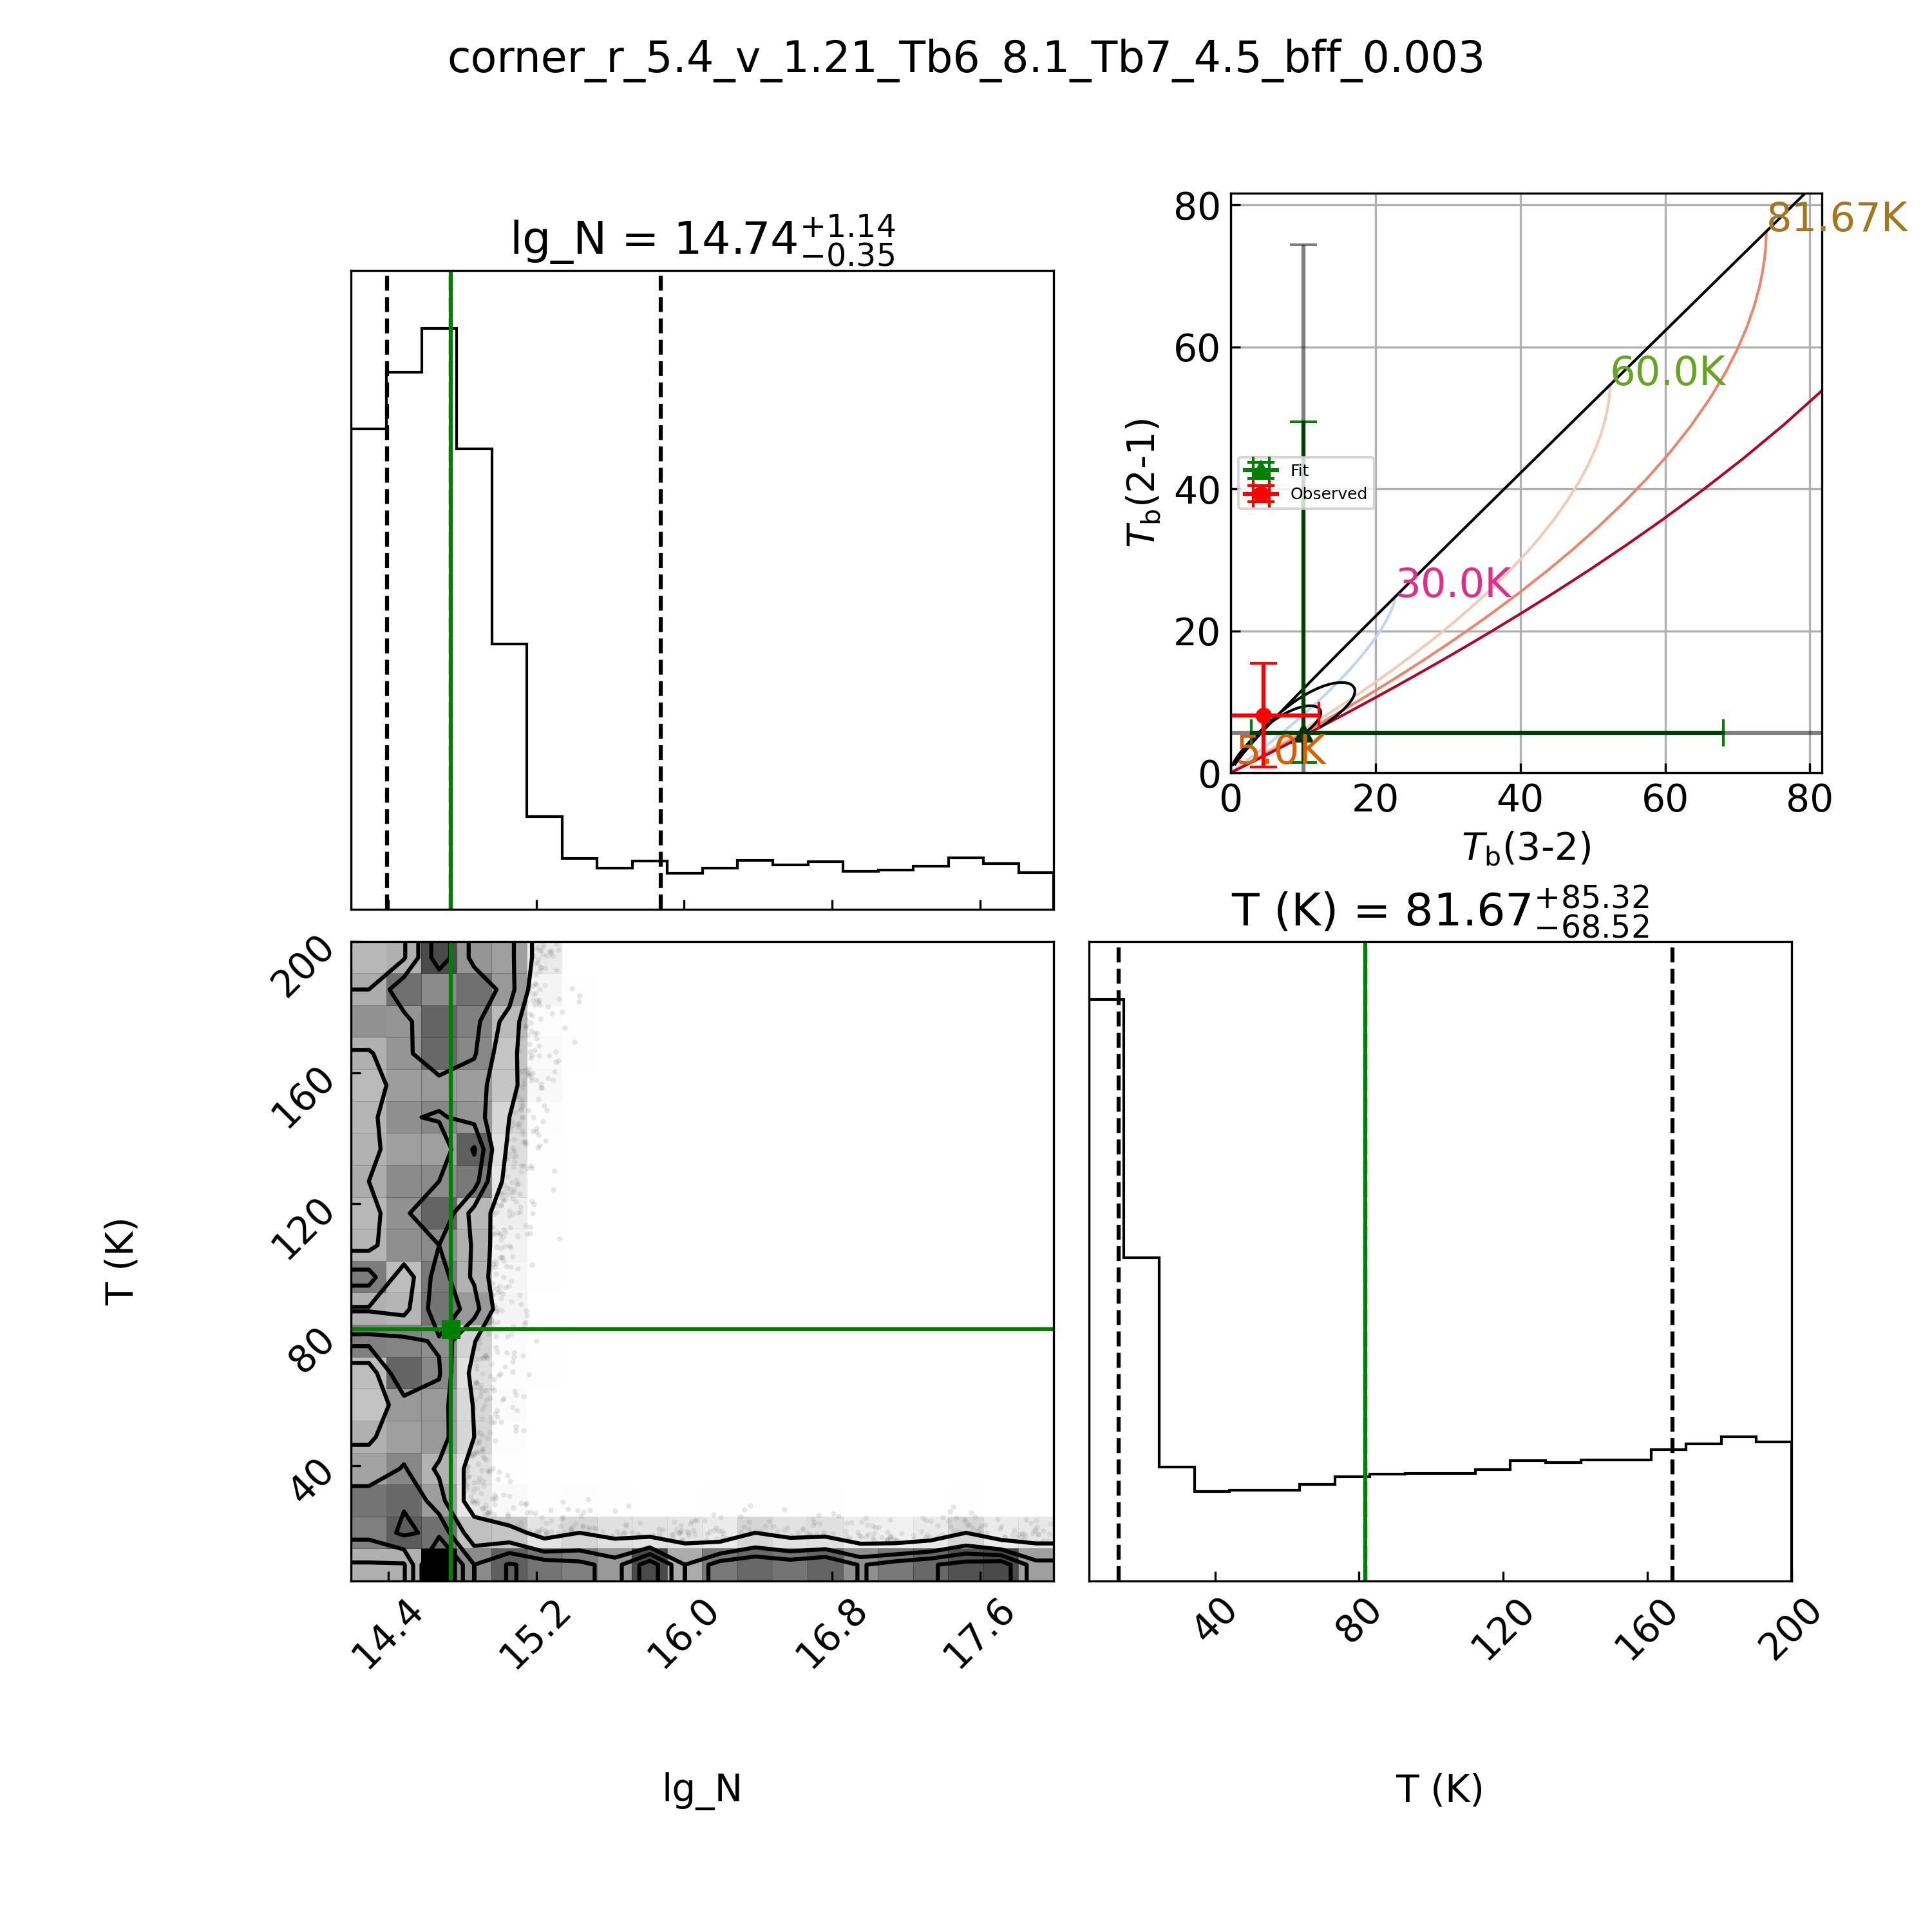 corner_r_5.4_v_1.21_Tb6_8.1_Tb7_4.5_bff_0.003
lg_N = 14.74+1.14−0.35
80
60
40
20
0
81.67K
60.0K
30.0K
5.0K
Fit
Observed
Tb(2-1)
0 20 40 60 80
Tb(3-2)
T (K) = 81.67+85.32−68.52
200
160
120
80
40
T (K)
14.4 15.2 16.0 16.8 17.6
40 80 120 160 200
lg_N
T (K)